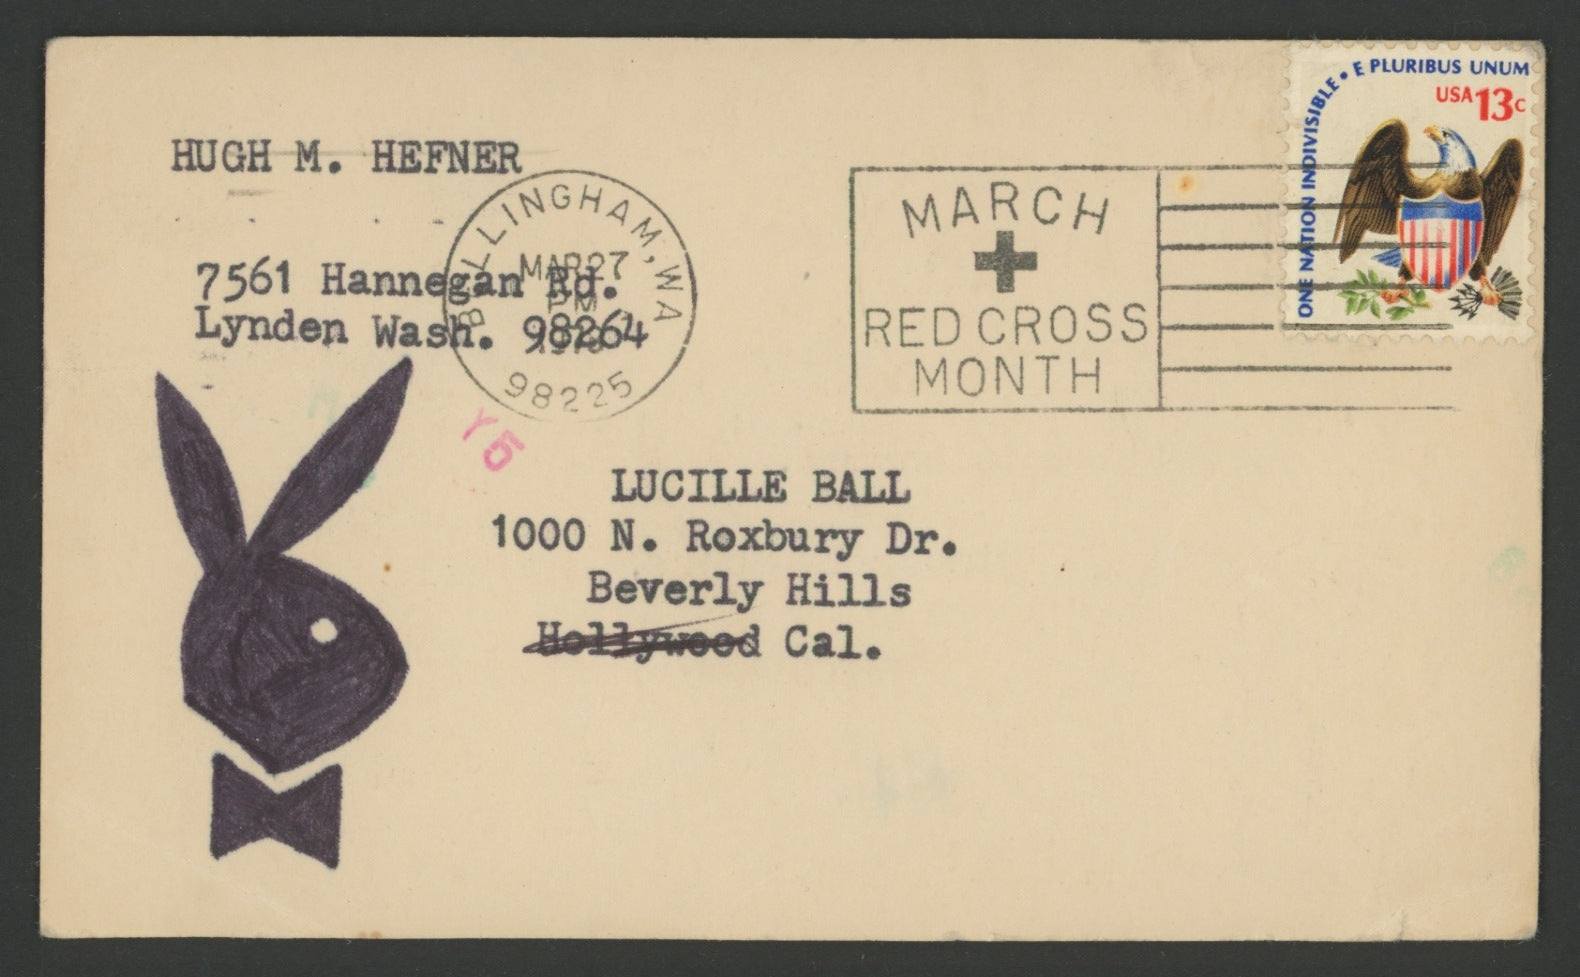 HUGH M. HEFNER
7561 Hannegan Rd.
Lynden Wash. 98264
BELLINGHAM, WA
MAR 27
PM
98225
MARCH
RED CROSS
MONTH
ONE NATION INDIVISIBLE • E PLURIBUS UNUM
USA 13c
Y5
LUCILLE BALL
1000 N. Roxbury Dr.
Beverly Hills
Hollywood Cal.